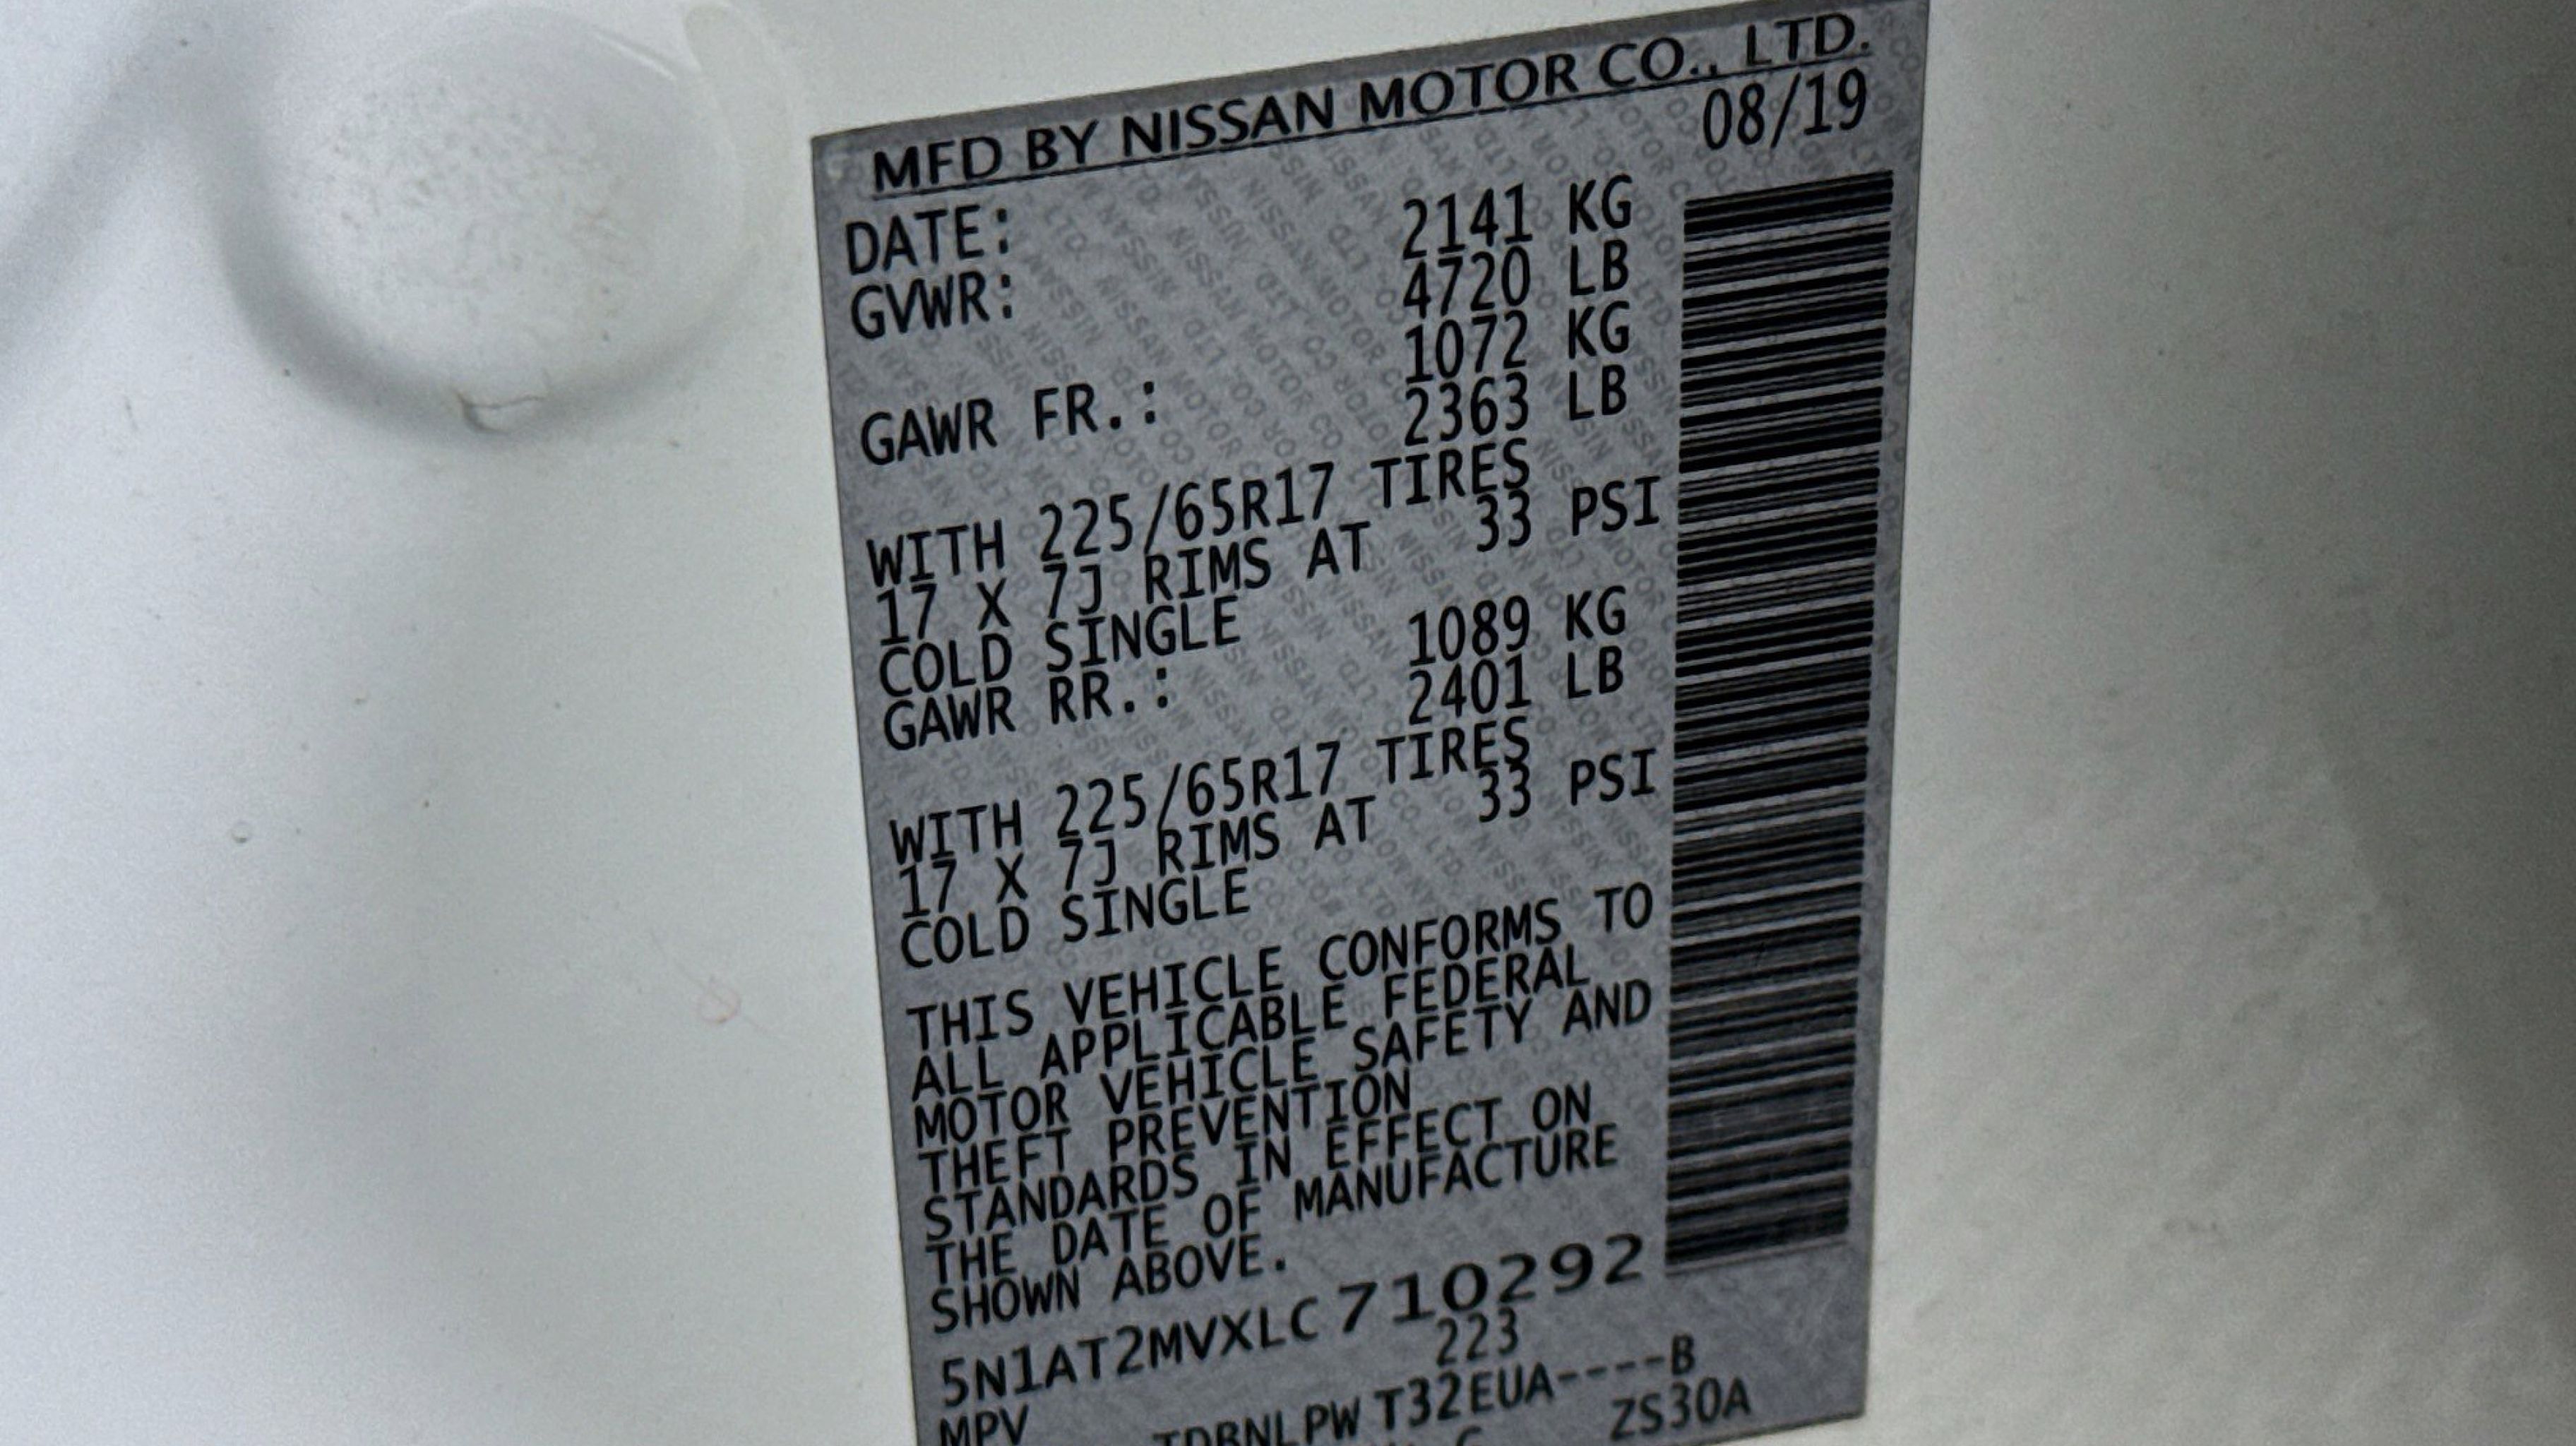 MFD BY NISSAN MOTOR CO., LTD.
DATE: 08/19
GVWR: 2141 KG
4720 LB
GAWR FR.: 1072 KG
2363 LB
WITH 225/65R17 TIRES
17 X 7J RIMS AT 33 PSI
COLD SINGLE
GAWR RR.: 1089 KG
2401 LB
WITH 225/65R17 TIRES
17 X 7J RIMS AT 33 PSI
COLD SINGLE
THIS VEHICLE CONFORMS TO
ALL APPLICABLE FEDERAL
MOTOR VEHICLE SAFETY AND
THEFT PREVENTION
STANDARDS IN EFFECT ON
THE DATE OF MANUFACTURE
SHOWN ABOVE.
5N1AT2MVXLC710292
223
MPV T32EUA----B
ZS30A